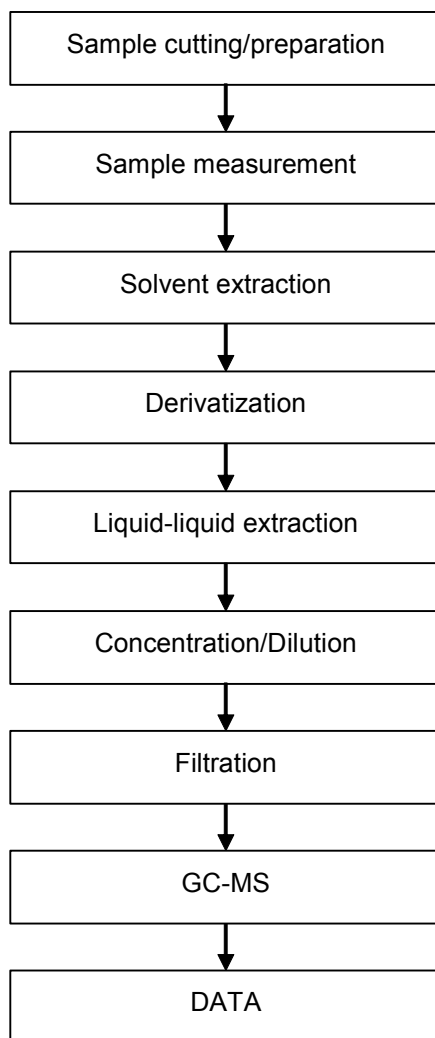 Sample cutting/preparation
Sample measurement
Solvent extraction
Derivatization
Liquid-liquid extraction
Concentration/Dilution
Filtration
GC-MS
DATA